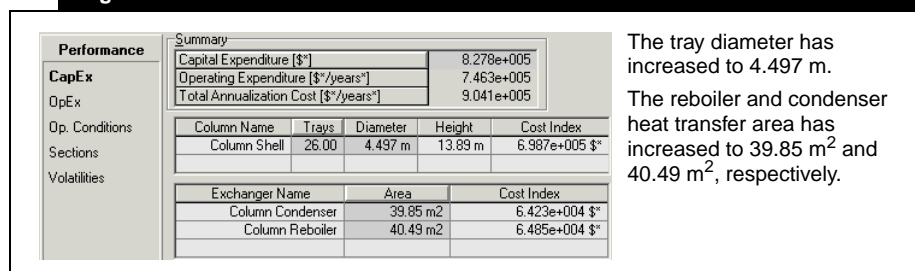 Performance
CapEx
OpEx
Op. Conditions
Sections
Volatilities
Summary
Capital Expenditure [$*] 8.278e+005
Operating Expenditure [$*/years*] 7.463e+005
Total Annualization Cost [$*/years*] 9.041e+005
Column Name Trays Diameter Height Cost Index
Column Shell 26.00 4.497 m 13.89 m 6.987e+005 $*
Exchanger Name Area Cost Index
Column Condenser 39.85 m2 6.423e+004 $*
Column Reboiler 40.49 m2 6.485e+004 $*
The tray diameter has
increased to 4.497 m.
The reboiler and condenser
heat transfer area has
increased to 39.85 m² and
40.49 m², respectively.